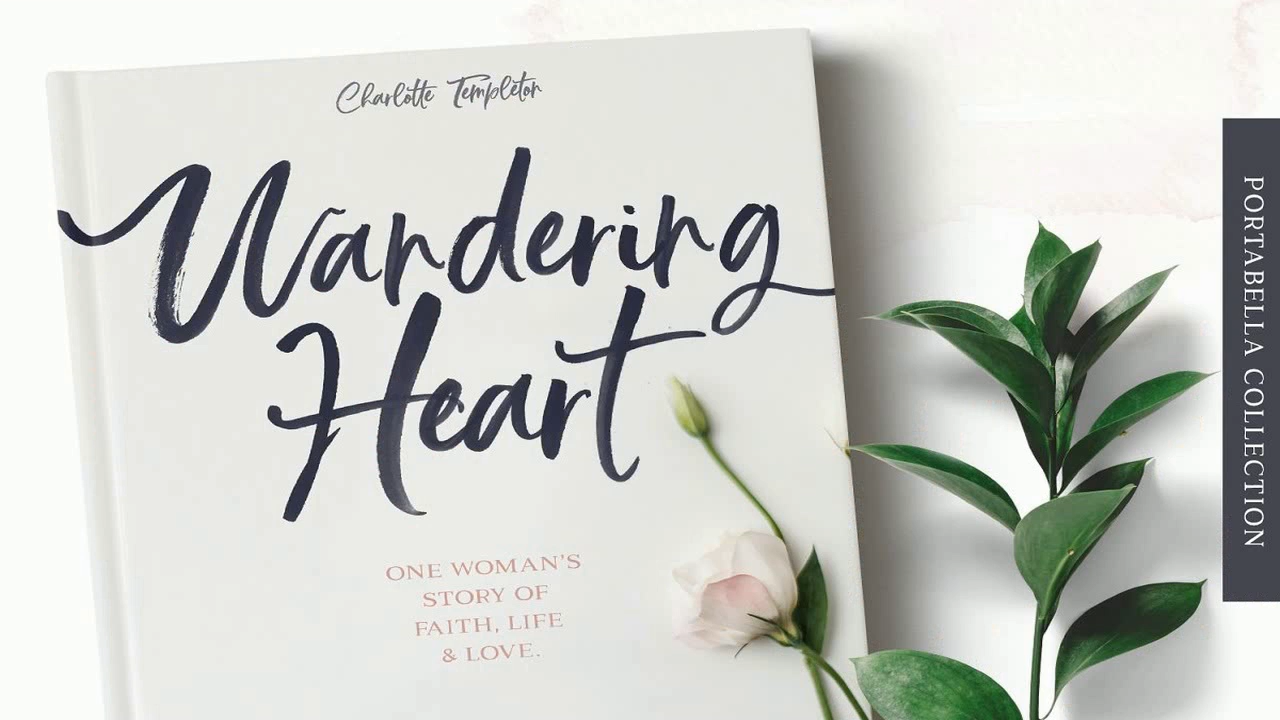 Charlotte Templeton
Wandering
Heart
ONE WOMAN'S
STORY OF
FAITH, LIFE
& LOVE.
PORTABELLA COLLECTION